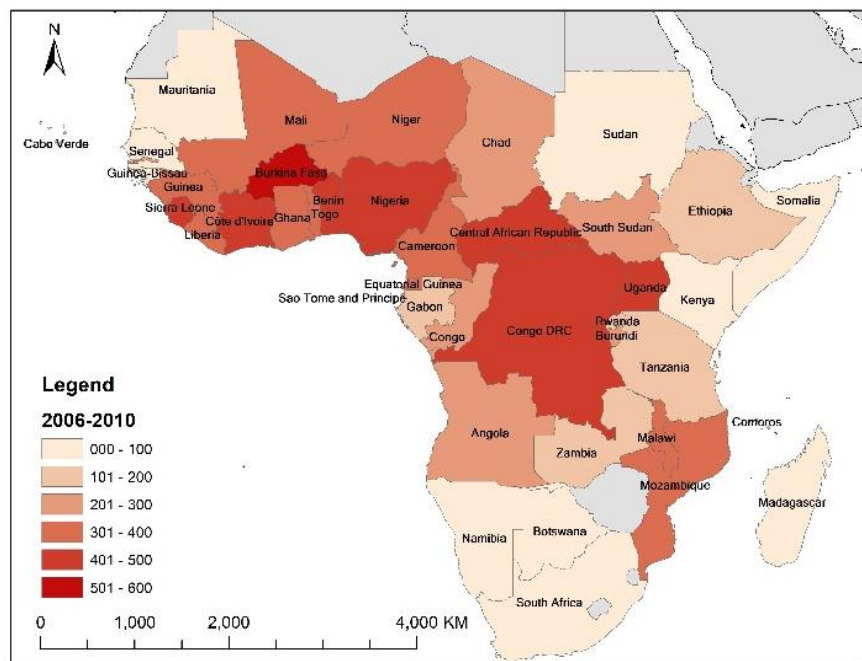 N
Mauritania
Mali
Niger
Cabo Verde
Senegal
Chad
Sudan
Guinea-Bissau
Burkina Faso
Guinea
Benin
Nigeria
Ethiopia
Somalia
Sierra Leone
Côte d'Ivoire
Ghana
Togo
South Sudan
Liberia
Central African Republic
Cameroon
Equatorial Guinea
Uganda
Sao Tome and Principe
Gabon
Kenya
Congo
Congo DRC
Rwanda
Burundi
Tanzania
Legend
2006-2010
000 - 100
101 - 200
201 - 300
301 - 400
401 - 500
501 - 600
Angola
Zambia
Malawi
Comoros
Mozambique
Madagascar
Namibia
Botswana
South Africa
0 1,000 2,000 4,000 KM